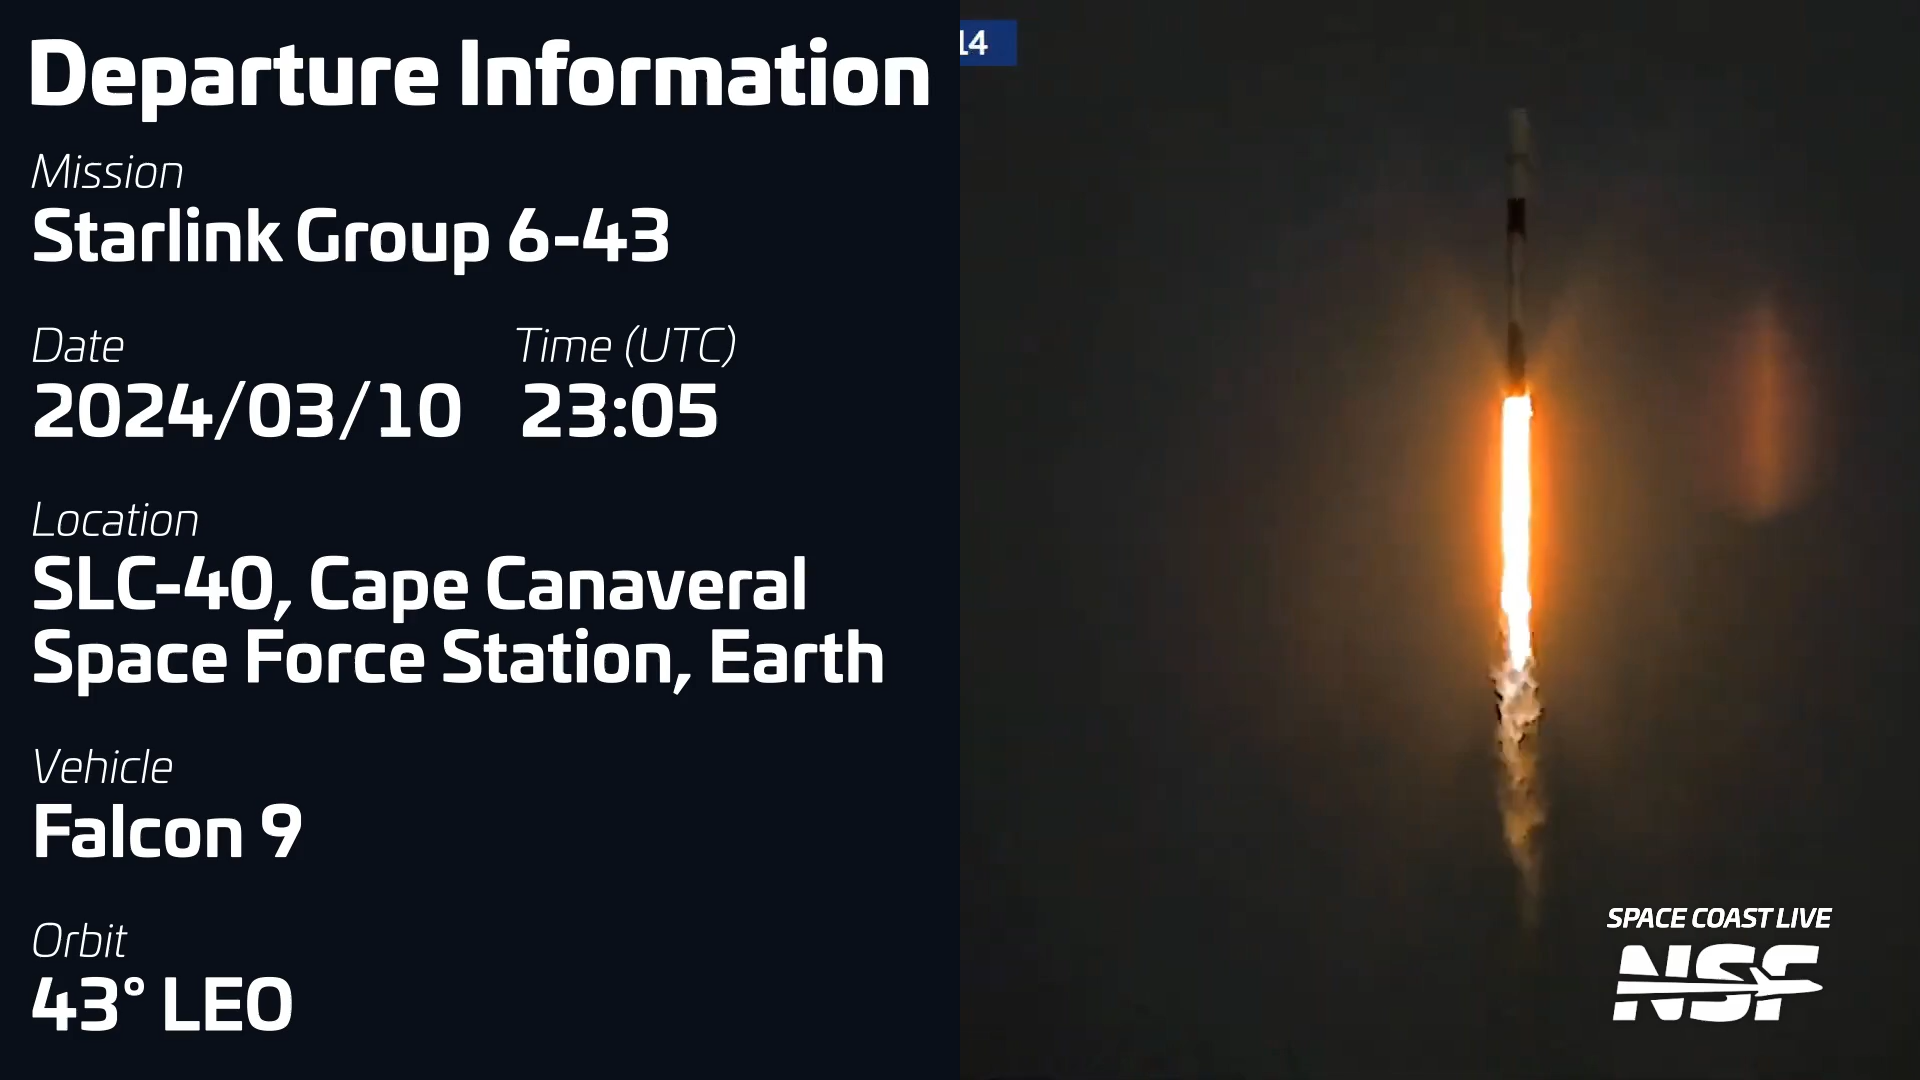 Departure Information
Mission
Starlink Group 6-43
Date
Time (UTC)
2024/03/10
23:05
Location
SLC-40, Cape Canaveral
Space Force Station, Earth
Vehicle
Falcon 9
Orbit
43° LEO
14
SPACE COAST LIVE
NSF